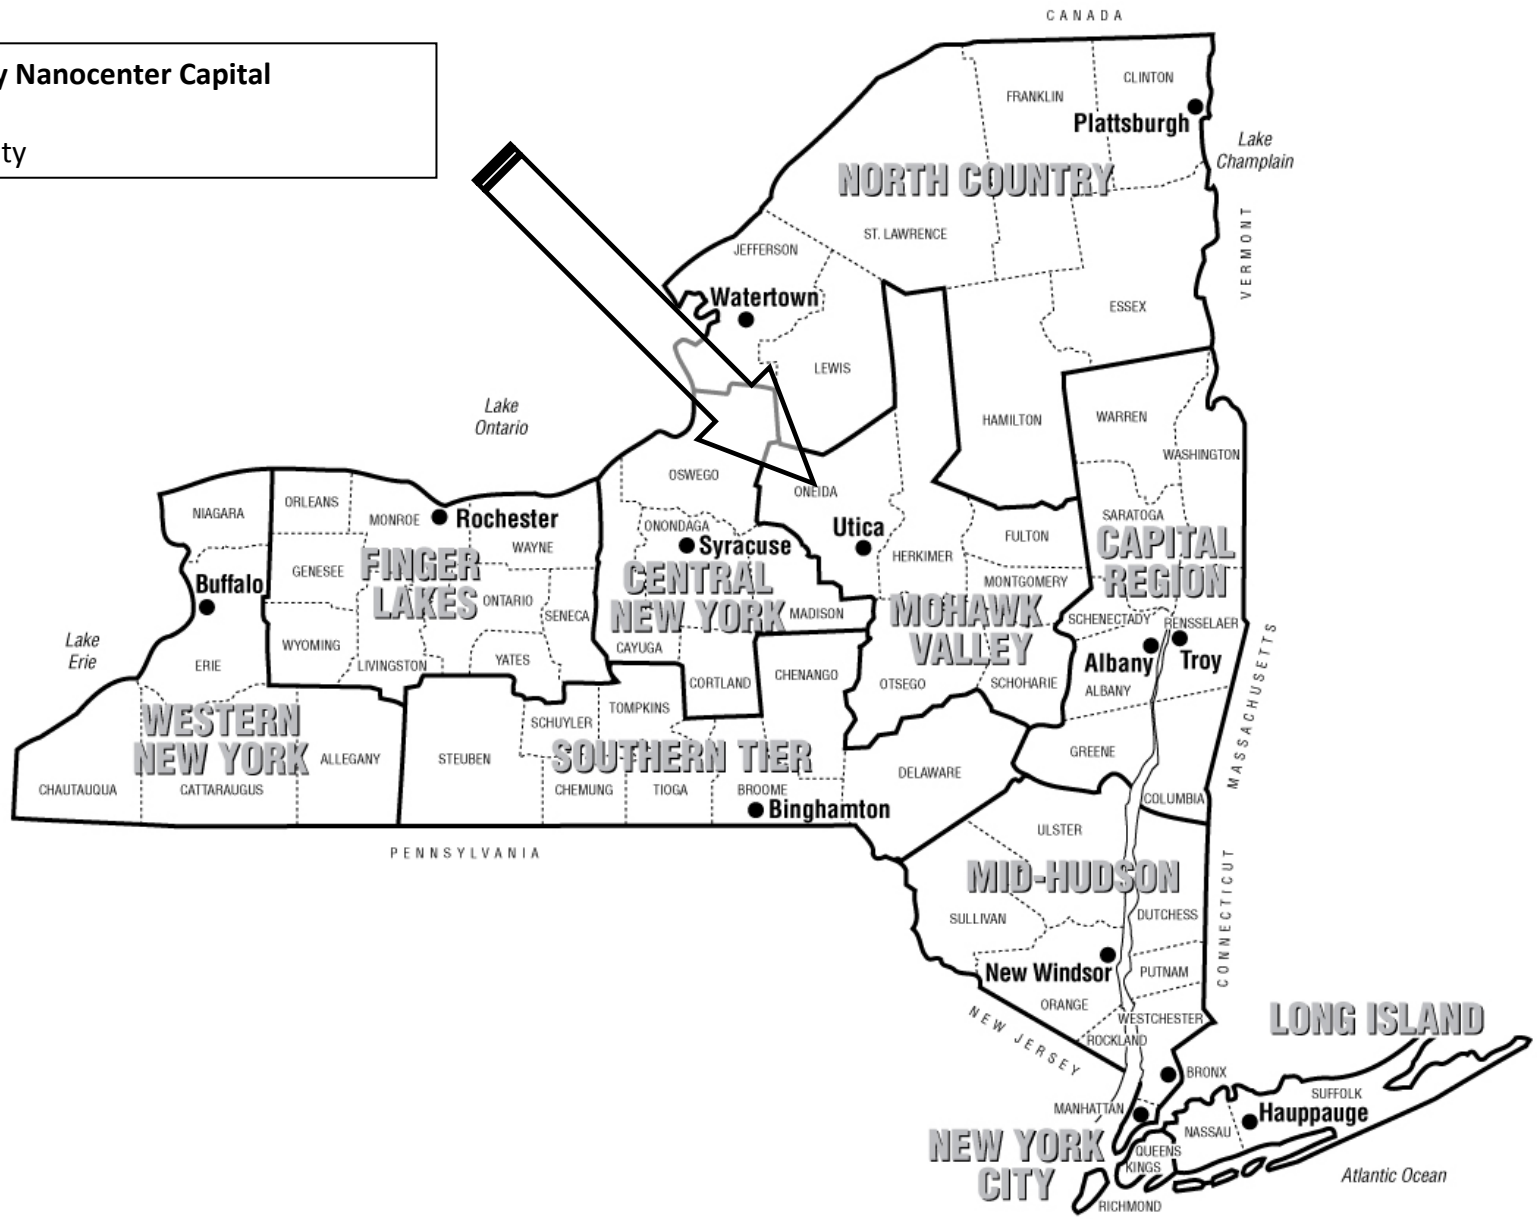 CANADA
y Nanocenter Capital
ty
CLINTON
FRANKLIN
Plattsburgh
Lake
Champlain
NORTH COUNTRY
VERMONT
ST. LAWRENCE
JEFFERSON
Watertown
ESSEX
LEWIS
Lake
Ontario
HAMILTON
WARREN
WASHINGTON
OSWEGO
ONEIDA
NIAGARA
ORLEANS
MONROE
Rochester
ONONDAGA
Syracuse
Utica
SARATOGA
FULTON
CAPITAL
REGION
WAYNE
HERKIMER
GENESEE
FINGER
LAKES
CENTRAL
NEW YORK
MONTGOMERY
Buffalo
ONTARIO
SENECA
MADISON
MOHAWK
VALLEY
SCHENECTADY
RENSSELAER
Lake
Erie
WYOMING
CAYUGA
ERIE
LIVINGSTON
YATES
CHENANGO
OTSEGO
SCHOHARIE
Albany
Troy
ALBANY
CORTLAND
MASSACHUSETTS
WESTERN
NEW YORK
TOMPKINS
SCHUYLER
ALLEGANY
STEUBEN
SOUTHERN TIER
GREENE
DELAWARE
CHAUTAUQUA
CATTARAUGUS
CHEMUNG
TIOGA
BROOME
Binghamton
COLUMBIA
PENNSYLVANIA
ULSTER
MID-HUDSON
SULLIVAN
DUTCHESS
CONNECTICUT
New Windsor
PUTNAM
ORANGE
NEW JERSEY
WESTCHESTER
ROCKLAND
LONG ISLAND
BRONX
SUFFOLK
MANHATTAN
Hauppauge
NASSAU
NEW YORK
CITY
QUEENS
KINGS
Atlantic Ocean
RICHMOND